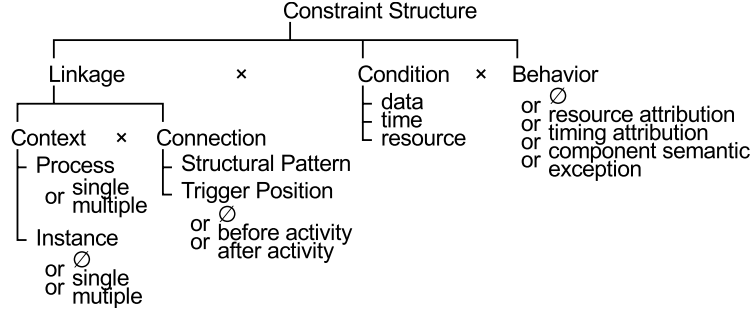 Constraint Structure
Linkage × Condition × Behavior
Context × Connection
Process
or single
multiple
Instance
or ∅
or single
mutiple
Structural Pattern
Trigger Position
or ∅
or before activity
after activity
data
time
resource
or ∅
or resource attribution
or timing attribution
or component semantic
exception